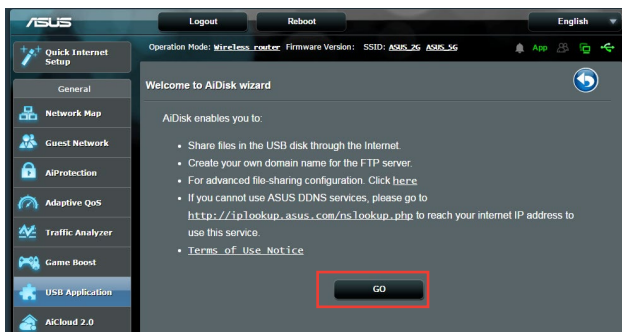 ASUS
Logout
Reboot
English
Quick Internet
Setup
Operation Mode: Wireless router Firmware Version: SSID: ASUS_2G ASUS_5G
App
General
Network Map
Guest Network
AiProtection
Adaptive QoS
Traffic Analyzer
Game Boost
USB Application
AiCloud 2.0
Welcome to AiDisk wizard
AiDisk enables you to:
• Share files in the USB disk through the Internet.
• Create your own domain name for the FTP server.
• For advanced file-sharing configuration. Click here
• If you cannot use ASUS DDNS services, please go to
http://iplookup.asus.com/nslookup.php to reach your internet IP address to
use this service.
• Terms of Use Notice
GO